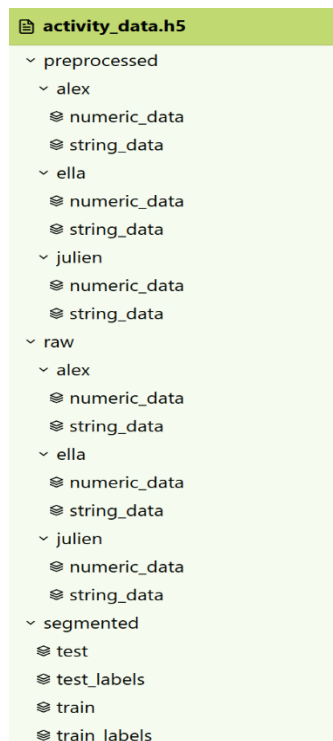 activity_data.h5
preprocessed
alex
numeric_data
string_data
ella
numeric_data
string_data
julien
numeric_data
string_data
raw
alex
numeric_data
string_data
ella
numeric_data
string_data
julien
numeric_data
string_data
segmented
test
test_labels
train
train_labels